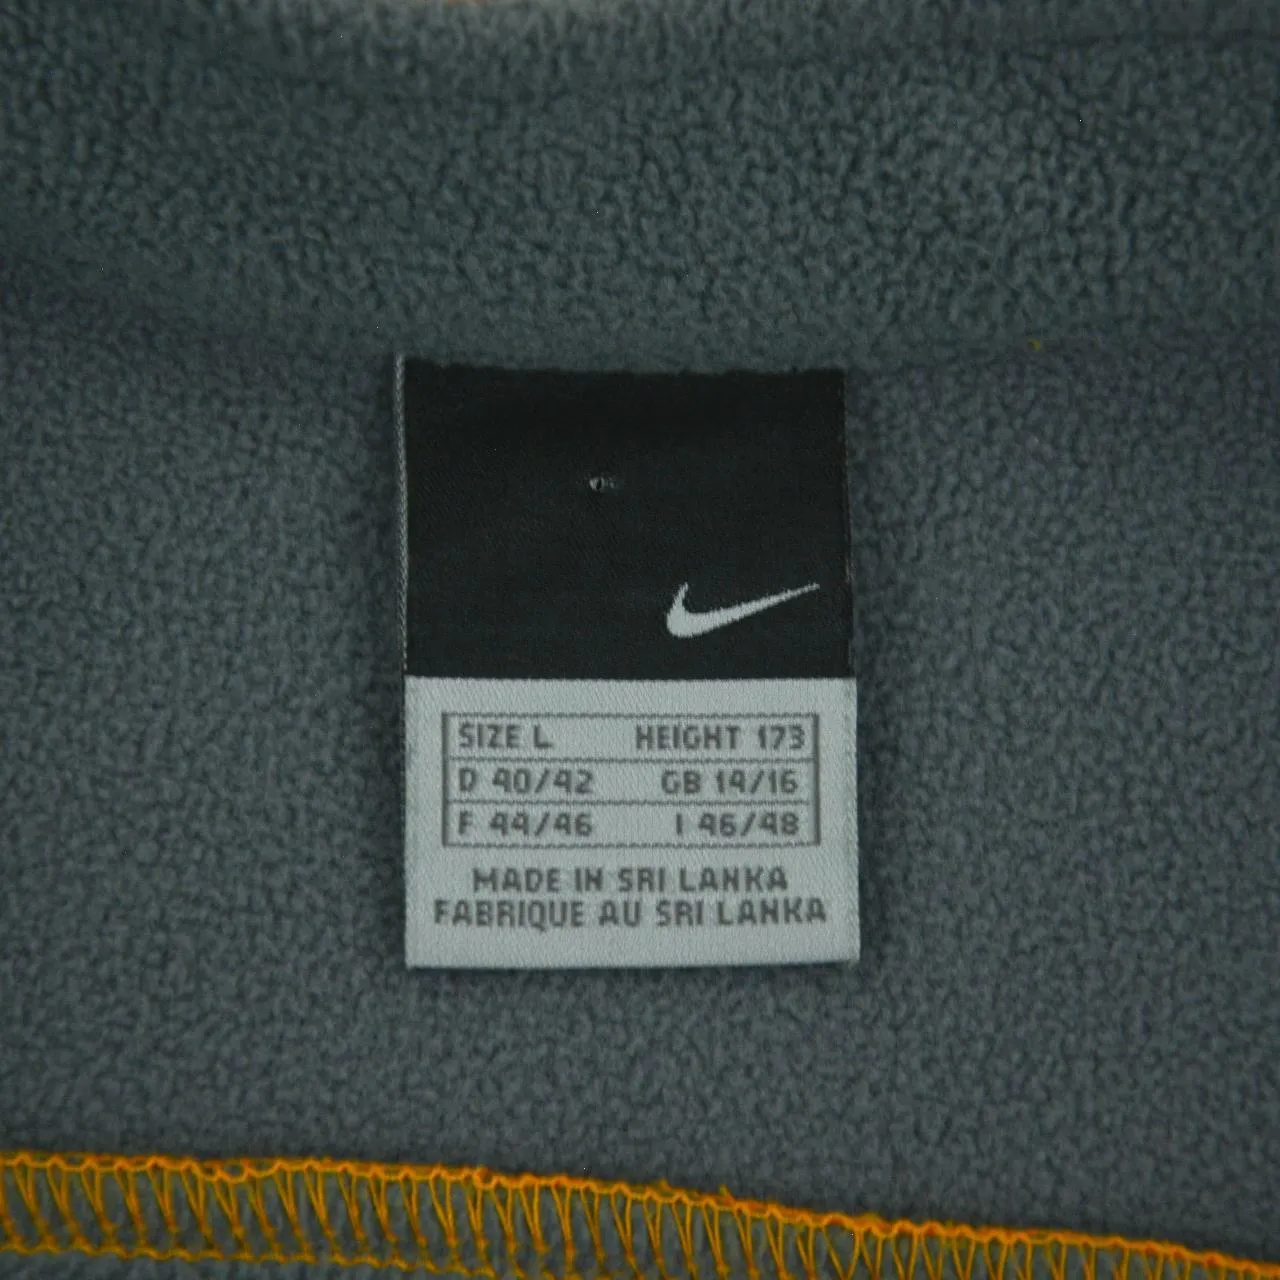 SIZE L HEIGHT 173
D 40/42 GB 14/16
F 44/46 I 46/48
MADE IN SRI LANKA
FABRIQUE AU SRI LANKA